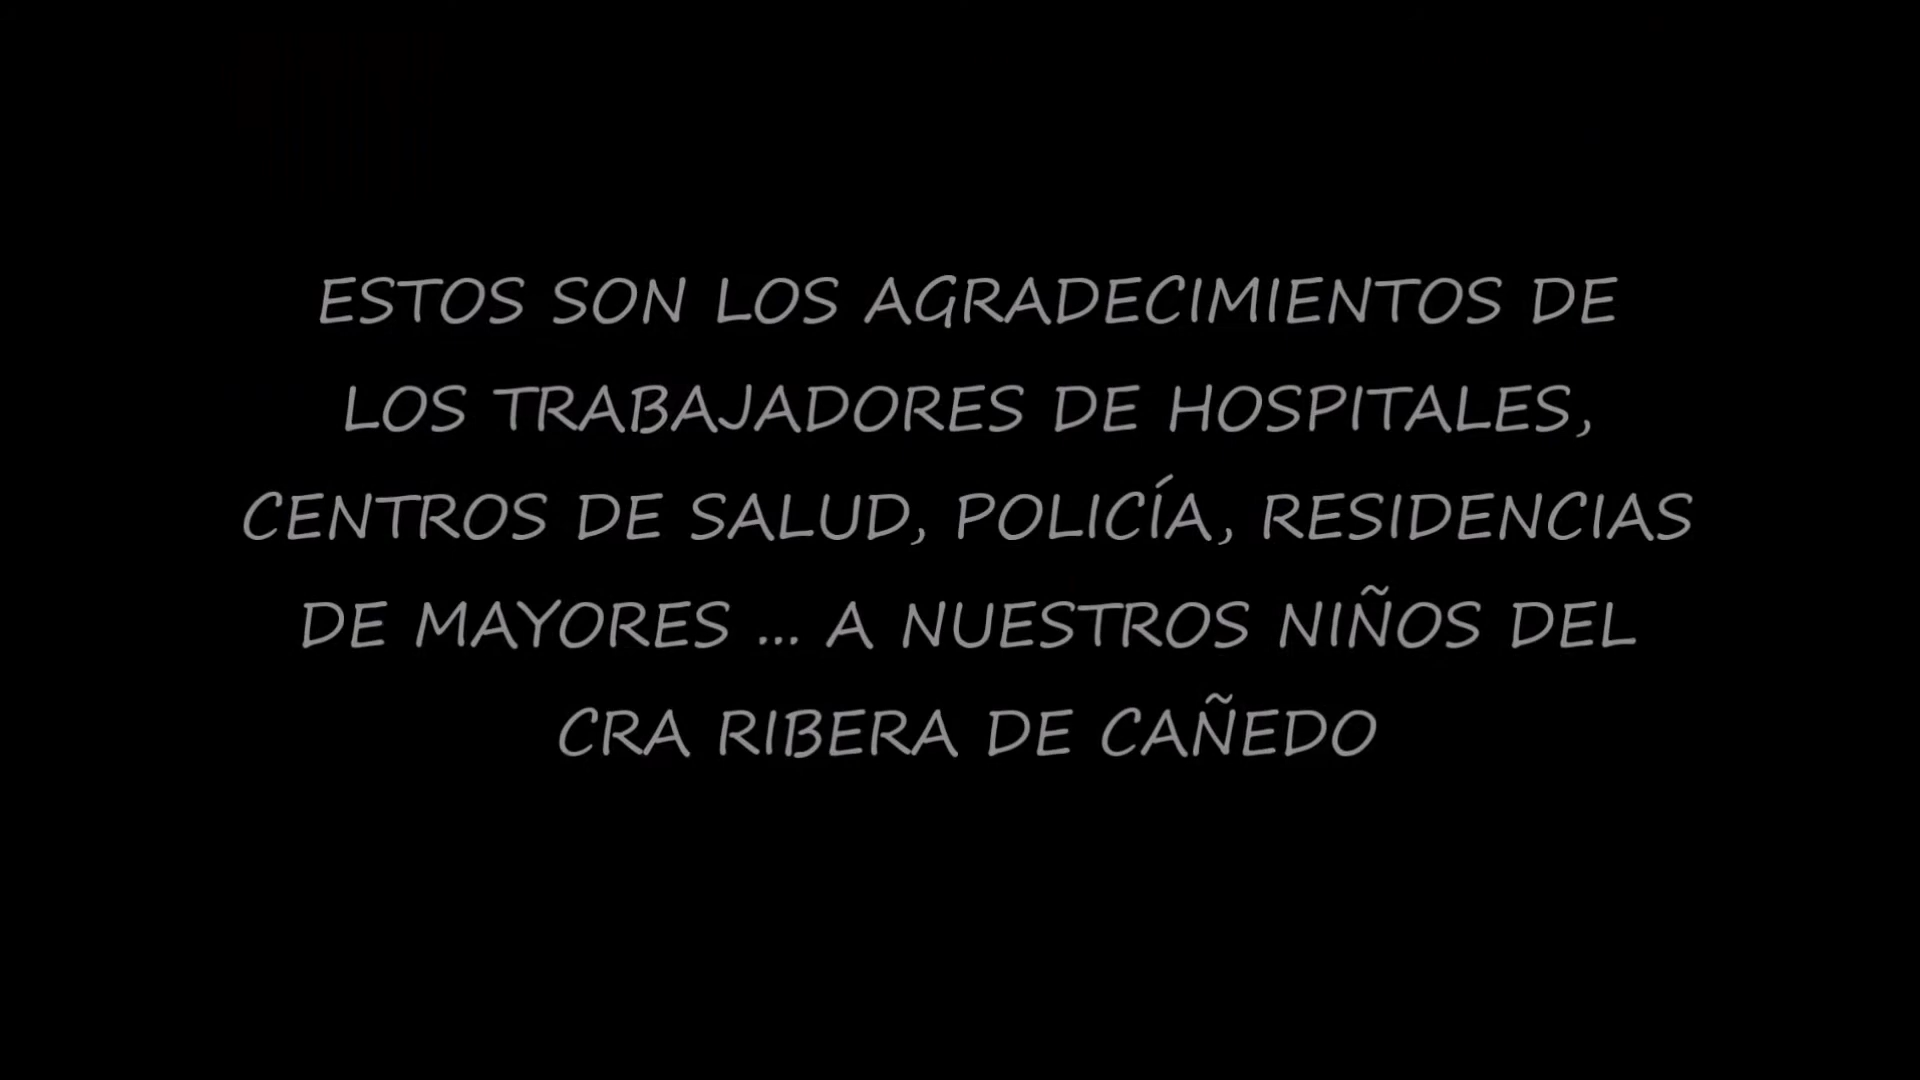 ESTOS SON LOS AGRADECIMIENTOS DE
LOS TRABAJADORES DE HOSPITALES,
CENTROS DE SALUD, POLICÍA, RESIDENCIAS
DE MAYORES ... A NUESTROS NIÑOS DEL
CRA RIBERA DE CAÑEDO